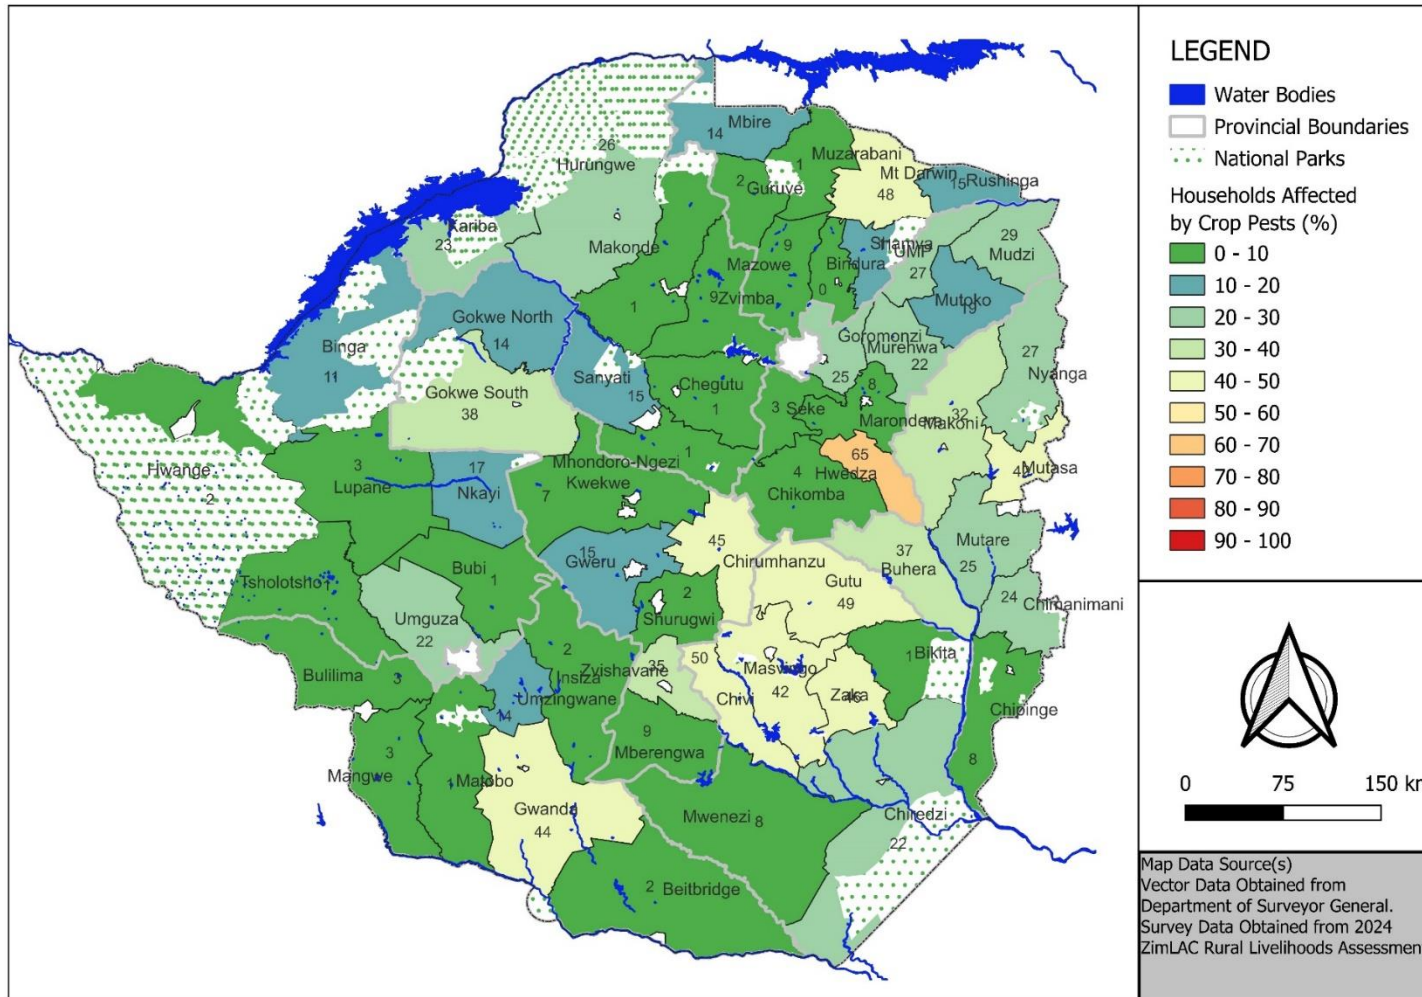 LEGEND
Water Bodies
Provincial Boundaries
National Parks
Households Affected
by Crop Pests (%)
0 - 10
10 - 20
20 - 30
30 - 40
40 - 50
50 - 60
60 - 70
70 - 80
80 - 90
90 - 100
0 75 150 km
Map Data Source(s)
Vector Data Obtained from
Department of Surveyor General.
Survey Data Obtained from 2024
ZimLAC Rural Livelihoods Assessment
Mbire
14
26
Hurungwe
Muzarabani
1
2
Guruve
Mt Darwin
48
15
Rushinga
Kariba
23
Makonde
1
Mazowe
9
Zvimba
9
Bindura
0
Shamva
UMP
27
29
Mudzi
Mutoko
19
Gokwe North
14
Binga
11
Sanyati
15
Chegutu
1
Goromonzi
25
Murehwa
22
27
Nyanga
Gokwe South
38
3
Seke
8
Marondera
32
Makoni
Mutasa
Hwange
2
3
Lupane
17
Nkayi
1
Mhondoro-Ngezi
Kwekwe
7
4
Chikomba
65
Hwedza
15
Gweru
45
Chirumhanzu
37
Buhera
Mutare
25
Tsholotsho
1
Bubi
1
Gutu
49
24
Chimanimani
Umguza
22
2
Shurugwi
2
Insiza
Zvishavane
35
50
Chivi
Masvingo
42
Zaka
1
Bikita
Bulilima
3
Umzingwane
14
Chipinge
8
9
Mberengwa
3
Mangwe
Matobo
Gwanda
44
Mwenezi
8
Chiredzi
22
2
Beitbridge